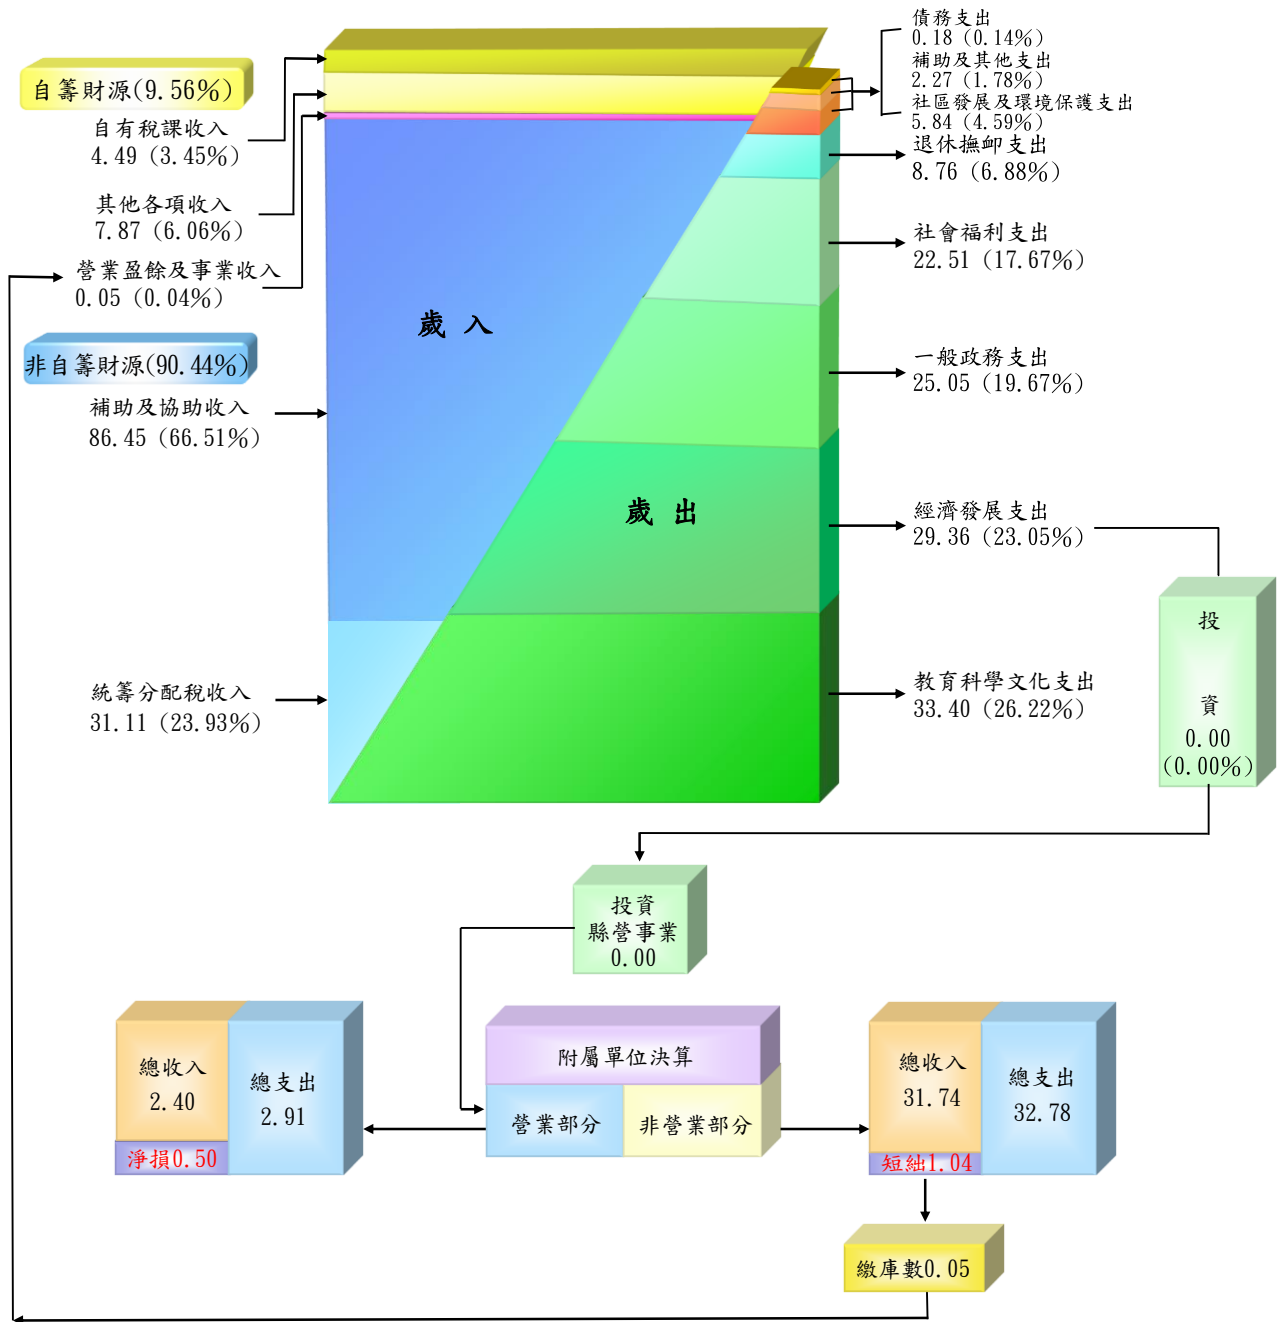 自籌財源(9.56%)
自有稅課收入
4.49 (3.45%)
其他各項收入
7.87 (6.06%)
營業盈餘及事業收入
0.05 (0.04%)
非自籌財源(90.44%)
補助及協助收入
86.45 (66.51%)
統籌分配稅收入
31.11 (23.93%)
歲 入
歲 出
債務支出
0.18 (0.14%)
補助及其他支出
2.27 (1.78%)
社區發展及環境保護支出
5.84 (4.59%)
退休撫卹支出
8.76 (6.88%)
社會福利支出
22.51 (17.67%)
一般政務支出
25.05 (19.67%)
經濟發展支出
29.36 (23.05%)
教育科學文化支出
33.40 (26.22%)
投
資
0.00
(0.00%)
投資
縣營事業
0.00
附屬單位決算
營業部分
非營業部分
總收入
2.40
淨損0.50
總支出
2.91
總收入
31.74
短絀1.04
總支出
32.78
繳庫數0.05